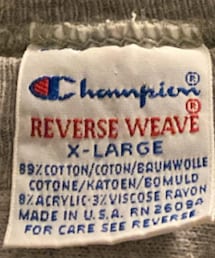 Champion®
REVERSE WEAVE®
X-LARGE
89% COTTON/COTON/BAUMWOLLE
COTONE/KATOEN/BOMULD
8% ACRYLIC-3% VISCOSE RAYON
MADE IN U.S.A. RN 26094
FOR CARE SEE REVERSE